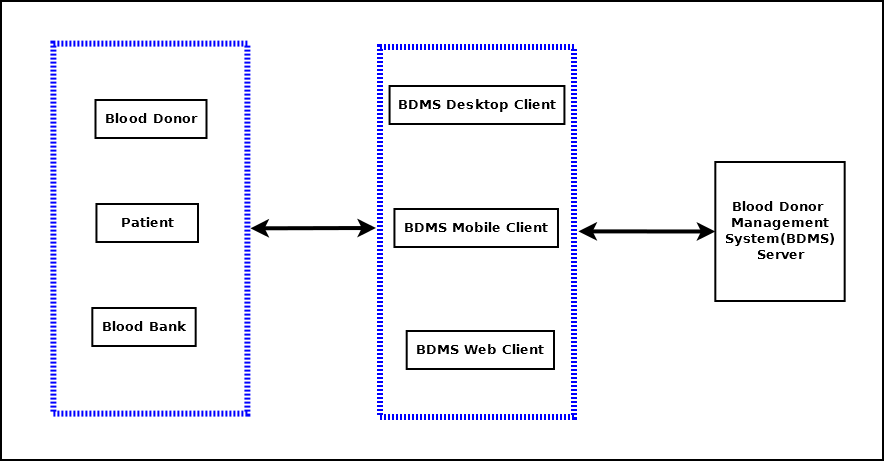 Blood Donor
Patient
Blood Bank
BDMS Desktop Client
BDMS Mobile Client
BDMS Web Client
Blood Donor
Management
System(BDMS)
Server